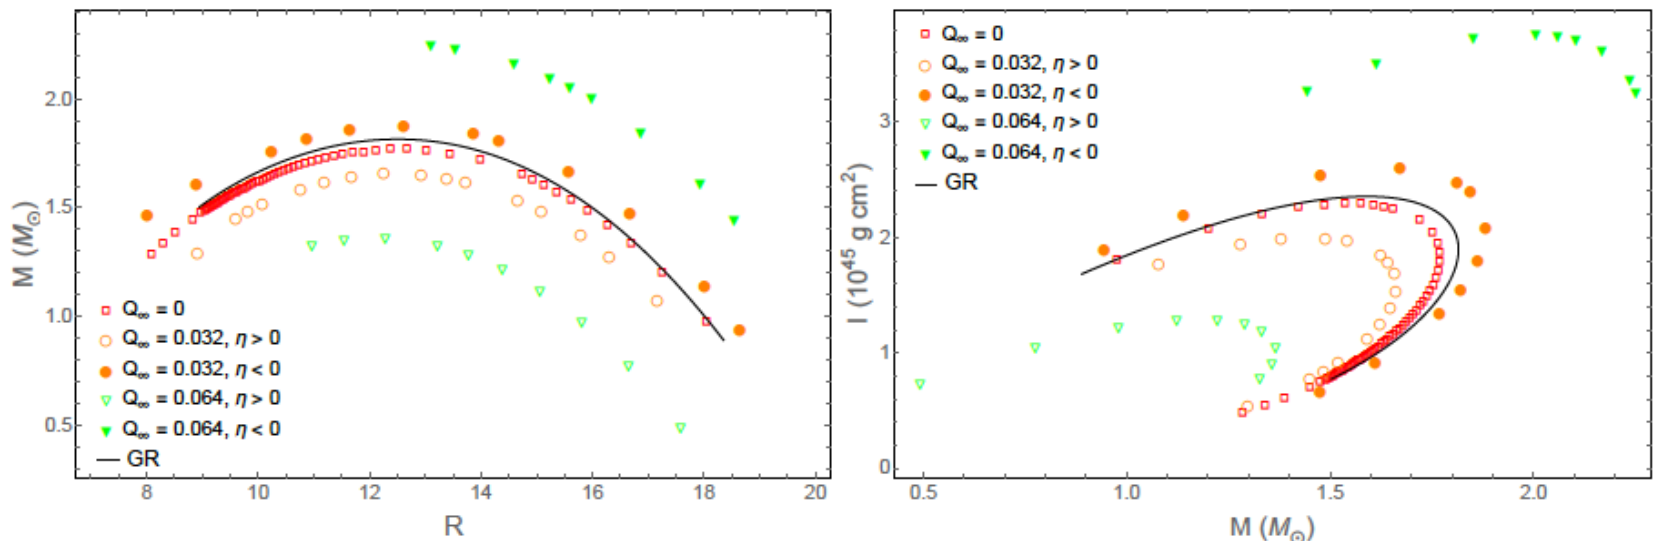 M (M⊙)
2.0
1.5
1.0
0.5
Q∞ = 0
Q∞ = 0.032, η > 0
Q∞ = 0.032, η < 0
Q∞ = 0.064, η > 0
Q∞ = 0.064, η < 0
GR
8 10 12 14 16 18 20
R
I (10⁴⁵ g cm²)
3
2
1
0
Q∞ = 0
Q∞ = 0.032, η > 0
Q∞ = 0.032, η < 0
Q∞ = 0.064, η > 0
Q∞ = 0.064, η < 0
GR
0.5 1.0 1.5 2.0
M (M⊙)